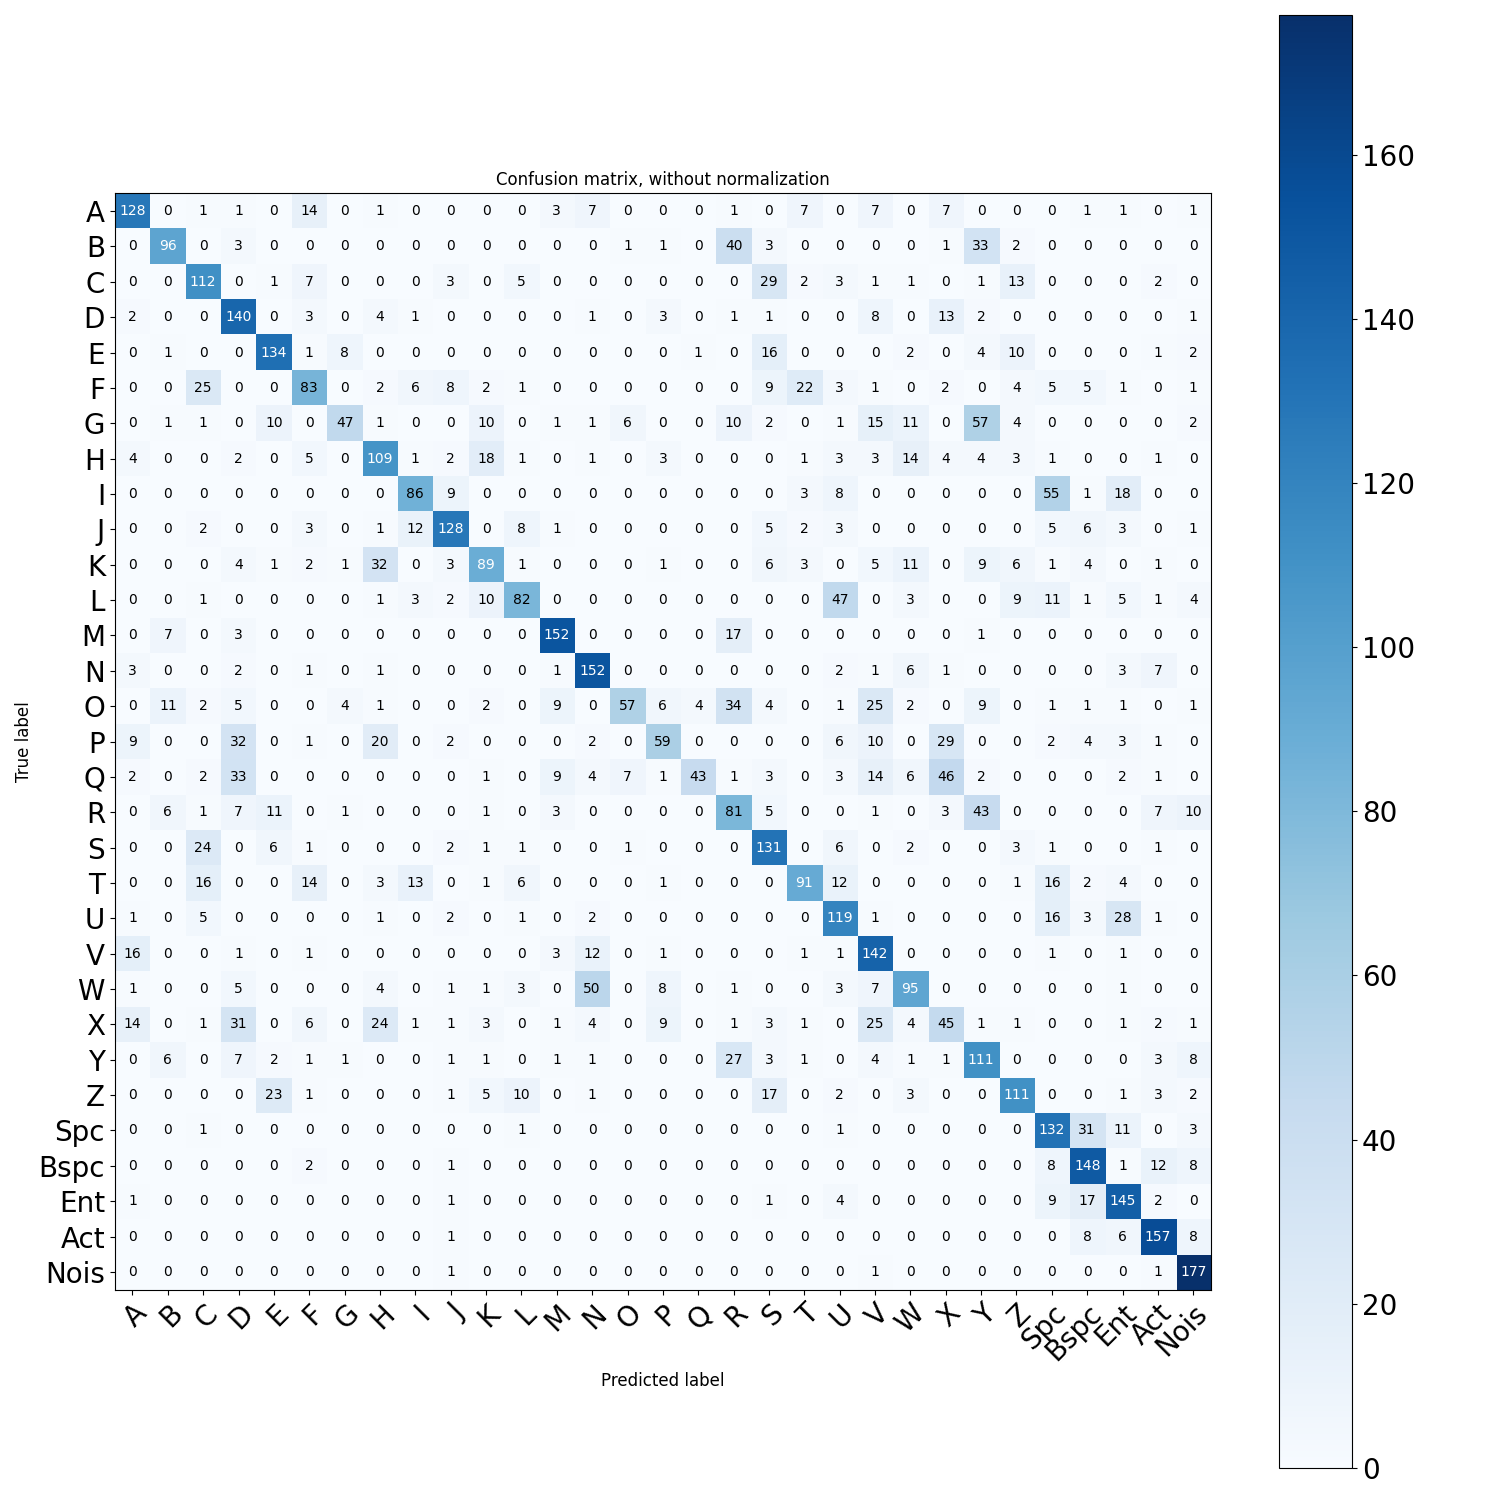 Confusion matrix, without normalization
A 128 0 1 1 0 14 0 1 0 0 0 0 3 7 0 0 0 1 0 7 0 7 0 7 0 0 0 1 1 0 1
B 0 96 0 3 0 0 0 0 0 0 0 0 0 0 1 1 0 40 3 0 0 0 0 1 33 2 0 0 0 0 0
C 0 0 112 0 1 7 0 0 0 3 0 5 0 0 0 0 0 0 29 2 3 1 1 0 1 13 0 0 0 2 0
D 2 0 0 140 0 3 0 4 1 0 0 0 0 1 0 3 0 1 1 0 0 8 0 13 2 0 0 0 0 0 1
E 0 1 0 0 134 1 8 0 0 0 0 0 0 0 0 0 1 0 16 0 0 0 2 0 4 10 0 0 0 1 2
F 0 0 25 0 0 83 0 2 6 8 2 1 0 0 0 0 0 0 9 22 3 1 0 2 0 4 5 5 1 0 1
G 0 1 1 0 10 0 47 1 0 0 10 0 1 1 6 0 0 10 2 0 1 15 11 0 57 4 0 0 0 0 2
H 4 0 0 2 0 5 0 109 1 2 18 1 0 1 0 3 0 0 0 1 3 3 14 4 4 3 1 0 0 1 0
I 0 0 0 0 0 0 0 0 86 9 0 0 0 0 0 0 0 0 0 3 8 0 0 0 0 0 55 1 18 0 0
J 0 0 2 0 0 3 0 1 12 128 0 8 1 0 0 0 0 0 5 2 3 0 0 0 0 0 5 6 3 0 1
K 0 0 0 4 1 2 1 32 0 3 89 1 0 0 0 1 0 0 6 3 0 5 11 0 9 6 1 4 0 1 0
L 0 0 1 0 0 0 0 1 3 2 10 82 0 0 0 0 0 0 0 0 47 0 3 0 0 9 11 1 5 1 4
M 0 7 0 3 0 0 0 0 0 0 0 0 152 0 0 0 0 17 0 0 0 0 0 0 1 0 0 0 0 0 0
N 3 0 0 2 0 1 0 1 0 0 0 0 1 152 0 0 0 0 0 0 2 1 6 1 0 0 0 0 3 7 0
O 0 11 2 5 0 0 4 1 0 0 2 0 9 0 57 6 4 34 4 0 1 25 2 0 9 0 1 1 1 0 1
P 9 0 0 32 0 1 0 20 0 2 0 0 0 2 0 59 0 0 0 0 6 10 0 29 0 0 2 4 3 1 0
Q 2 0 2 33 0 0 0 0 0 0 1 0 9 4 7 1 43 1 3 0 3 14 6 46 2 0 0 0 2 1 0
R 0 6 1 7 11 0 1 0 0 0 1 0 3 0 0 0 0 81 5 0 0 1 0 3 43 0 0 0 0 7 10
S 0 0 24 0 6 1 0 0 0 2 1 1 0 0 1 0 0 0 131 0 6 0 2 0 0 3 1 0 0 1 0
T 0 0 16 0 0 14 0 3 13 0 1 6 0 0 0 1 0 0 0 91 12 0 0 0 0 1 16 2 4 0 0
U 1 0 5 0 0 0 0 1 0 2 0 1 0 2 0 0 0 0 0 0 119 1 0 0 0 0 16 3 28 1 0
V 16 0 0 1 0 1 0 0 0 0 0 0 3 12 0 1 0 0 0 1 1 142 0 0 0 0 1 0 1 0 0
W 1 0 0 5 0 0 0 4 0 1 1 3 0 50 0 8 0 1 0 0 3 7 95 0 0 0 0 0 1 0 0
X 14 0 1 31 0 6 0 24 1 1 3 0 1 4 0 9 0 1 3 1 0 25 4 45 1 1 0 0 1 2 1
Y 0 6 0 7 2 1 1 0 0 1 1 0 1 1 0 0 0 27 3 1 0 4 1 1 111 0 0 0 0 3 8
Z 0 0 0 0 23 1 0 0 0 1 5 10 0 1 0 0 0 0 17 0 2 0 3 0 0 111 0 0 1 3 2
Spc 0 0 1 0 0 0 0 0 0 0 0 1 0 0 0 0 0 0 0 0 1 0 0 0 0 0 132 31 11 0 3
Bspc 0 0 0 0 0 2 0 0 0 1 0 0 0 0 0 0 0 0 0 0 0 0 0 0 0 0 8 148 1 12 8
Ent 1 0 0 0 0 0 0 0 0 1 0 0 0 0 0 0 0 0 1 0 4 0 0 0 0 0 9 17 145 2 0
Act 0 0 0 0 0 0 0 0 0 1 0 0 0 0 0 0 0 0 0 0 0 0 0 0 0 0 0 8 6 157 8
Nois 0 0 0 0 0 0 0 0 0 1 0 0 0 0 0 0 0 0 0 0 0 1 0 0 0 0 0 0 0 1 177
A B C D E F G H I J K L M N O P Q R S T U V W X Y Z Spc Bspc Ent Act Nois
Predicted label
True label
160
140
120
100
80
60
40
20
0